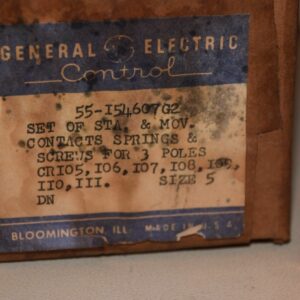 GENERAL ELECTRIC
Control
55-154607G2
SET OF STA. & MOV.
CONTACTS SPRINGS &
SCREWS FOR 3 POLES
CR105, 106, 107, 108, 109,
110, 111. SIZE 5
DN
BLOOMINGTON, ILL. MADE IN U.S.A.